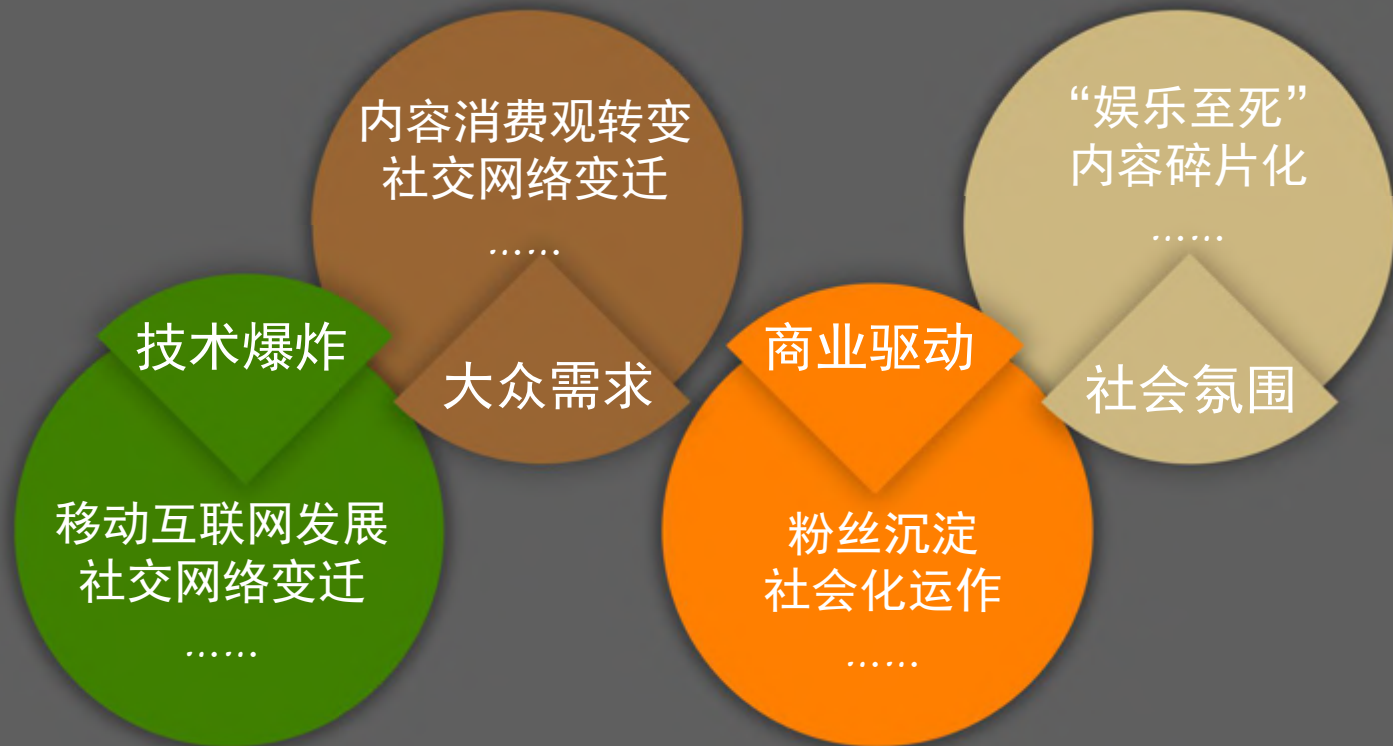 技术爆炸
移动互联网发展
社交网络变迁
……
内容消费观转变
社交网络变迁
……
大众需求
商业驱动
粉丝沉淀
社会化运作
……
“娱乐至死”
内容碎片化
……
社会氛围